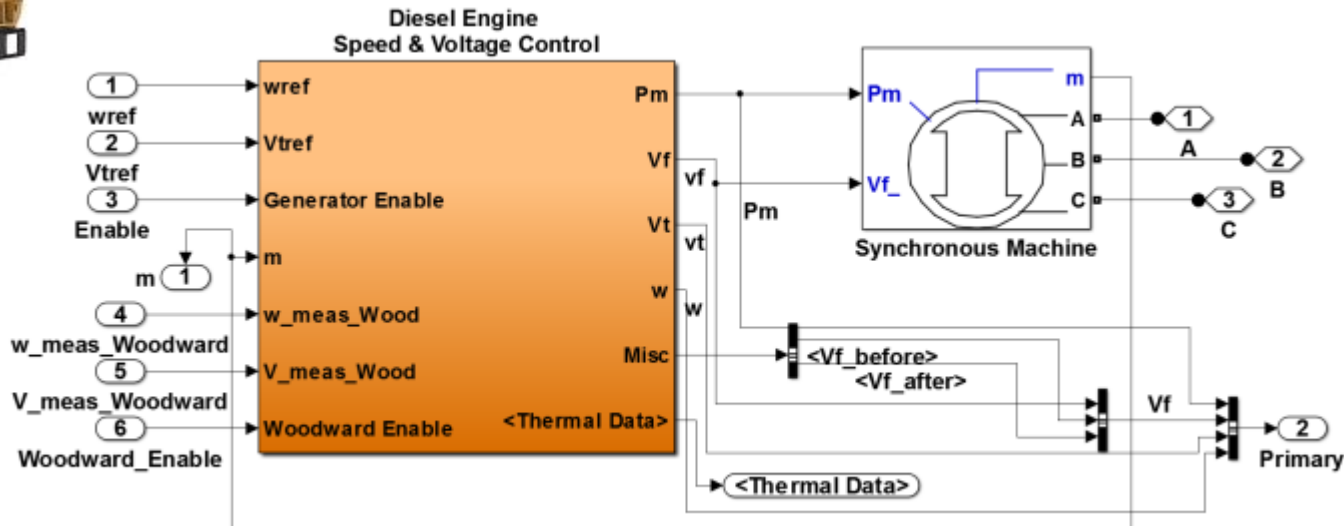 Diesel Engine
Speed & Voltage Control
1
wref
2
Vtref
3
Enable
m 1
4
w_meas_Woodward
5
V_meas_Woodward
6
Woodward_Enable
wref
Vtref
Generator Enable
m
w_meas_Wood
V_meas_Wood
Woodward Enable
Pm
Vf
Vt
w
Misc
<Thermal Data>
vf
vt
w
Pm
Pm
Vf_
m
A
B
C
Synchronous Machine
1
A
2
B
3
C
<Vf_before>
<Vf_after>
Vf
2
Primary
<Thermal Data>